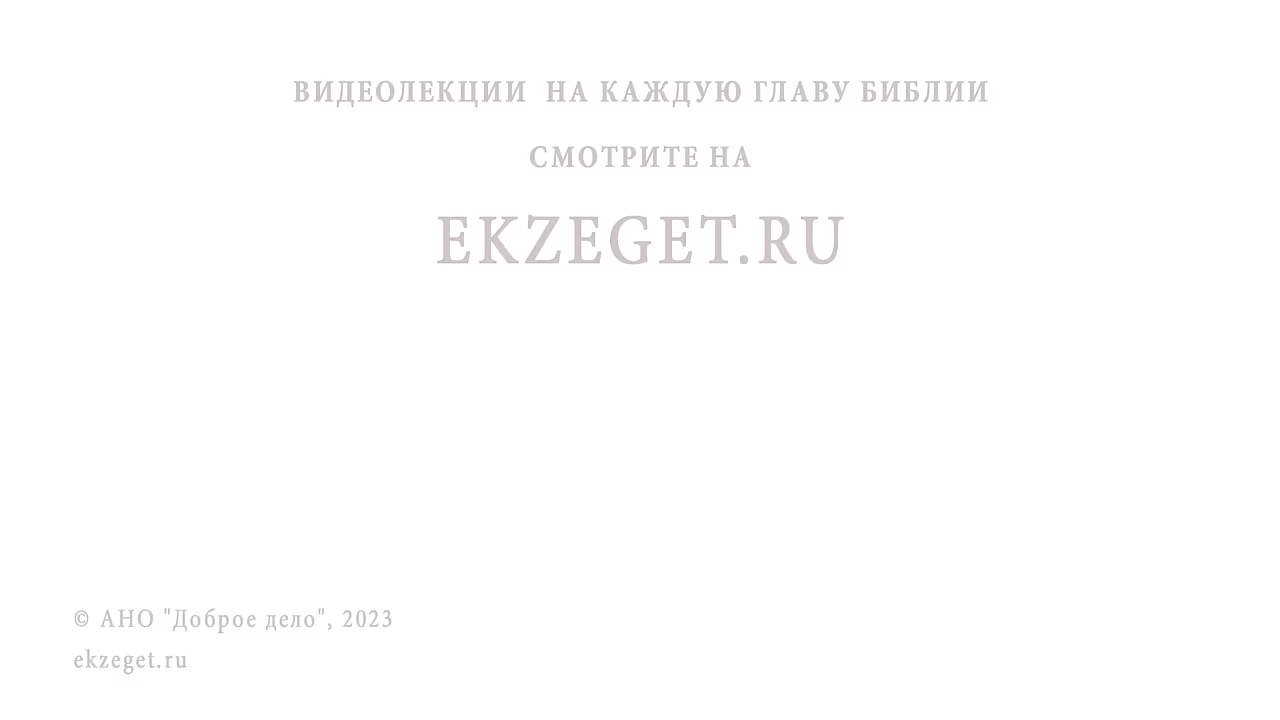 ВИДЕОЛЕКЦИИ НА КАЖДУЮ ГЛАВУ БИБЛИИ
СМОТРИТЕ НА
EKZEGET.RU
© АНО "Доброе дело", 2023
ekzeget.ru